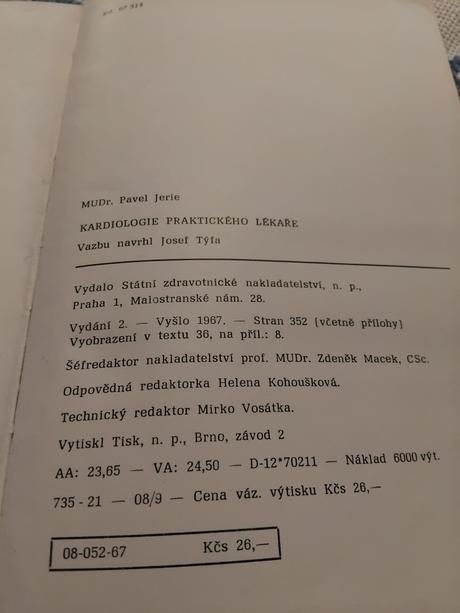 MUDr. Pavel Jerie
KARDIOLOGIE PRAKTICKÉHO LÉKAŘE
Vazbu navrhl Josef Týfa
Vydalo Státní zdravotnické nakladatelství, n. p.,
Praha 1, Malostranské nám. 28.
Vydání 2. — Vyšlo 1967. — Stran 352 (včetně přílohy)
Vyobrazení v textu 36, na příl.: 8.
Šéfredaktor nakladatelství prof. MUDr. Zdeněk Macek, CSc.
Odpovědná redaktorka Helena Kohoušková.
Technický redaktor Mirko Vosátka.
Vytiskl Tisk, n. p., Brno, závod 2
AA: 23,65 — VA: 24,50 — D-12*70211 — Náklad 6000 výt.
735 - 21 — 08/9 — Cena váz. výtisku Kčs 26,—
08-052-67 Kčs 26,—